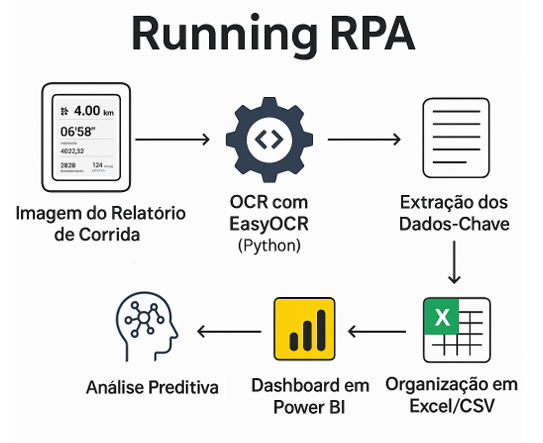 Running RPA
4.00 km
06'58"
4022,32
2828
124
Imagem do Relatório
de Corrida
OCR com
EasyOCR
(Python)
Extração dos
Dados-Chave
Análise Preditiva
Dashboard em
Power BI
X
Organização em
Excel/CSV